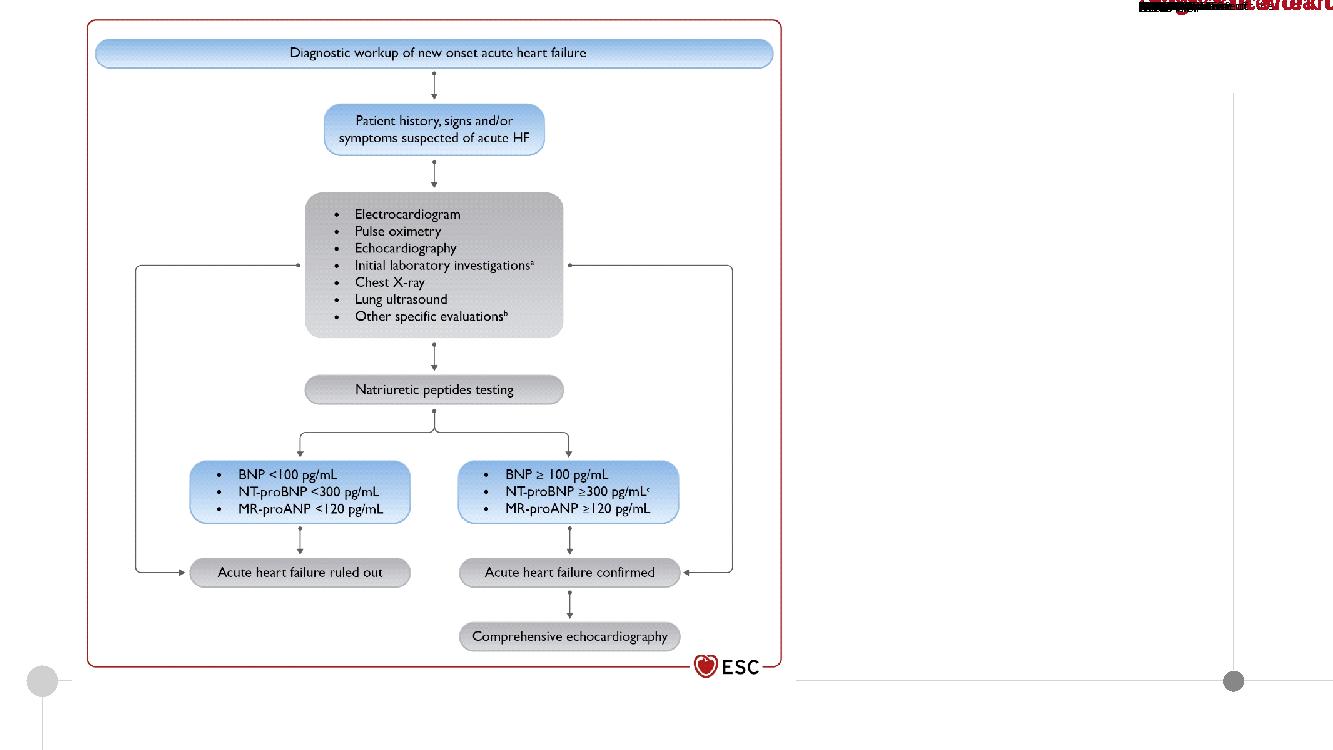 Diagnostic workup of new onset acute heart failure
Patient history, signs and/or
symptoms suspected of acute HF
• Electrocardiogram
• Pulse oximetry
• Echocardiography
• Initial laboratory investigationsᵃ
• Chest X-ray
• Lung ultrasound
• Other specific evaluationsᵇ
Natriuretic peptides testing
• BNP <100 pg/mL
• NT-proBNP <300 pg/mL
• MR-proANP <120 pg/mL
• BNP ≥ 100 pg/mL
• NT-proBNP ≥300 pg/mLᶜ
• MR-proANP ≥120 pg/mL
Acute heart failure ruled out
Acute heart failure confirmed
Comprehensive echocardiography
ESC